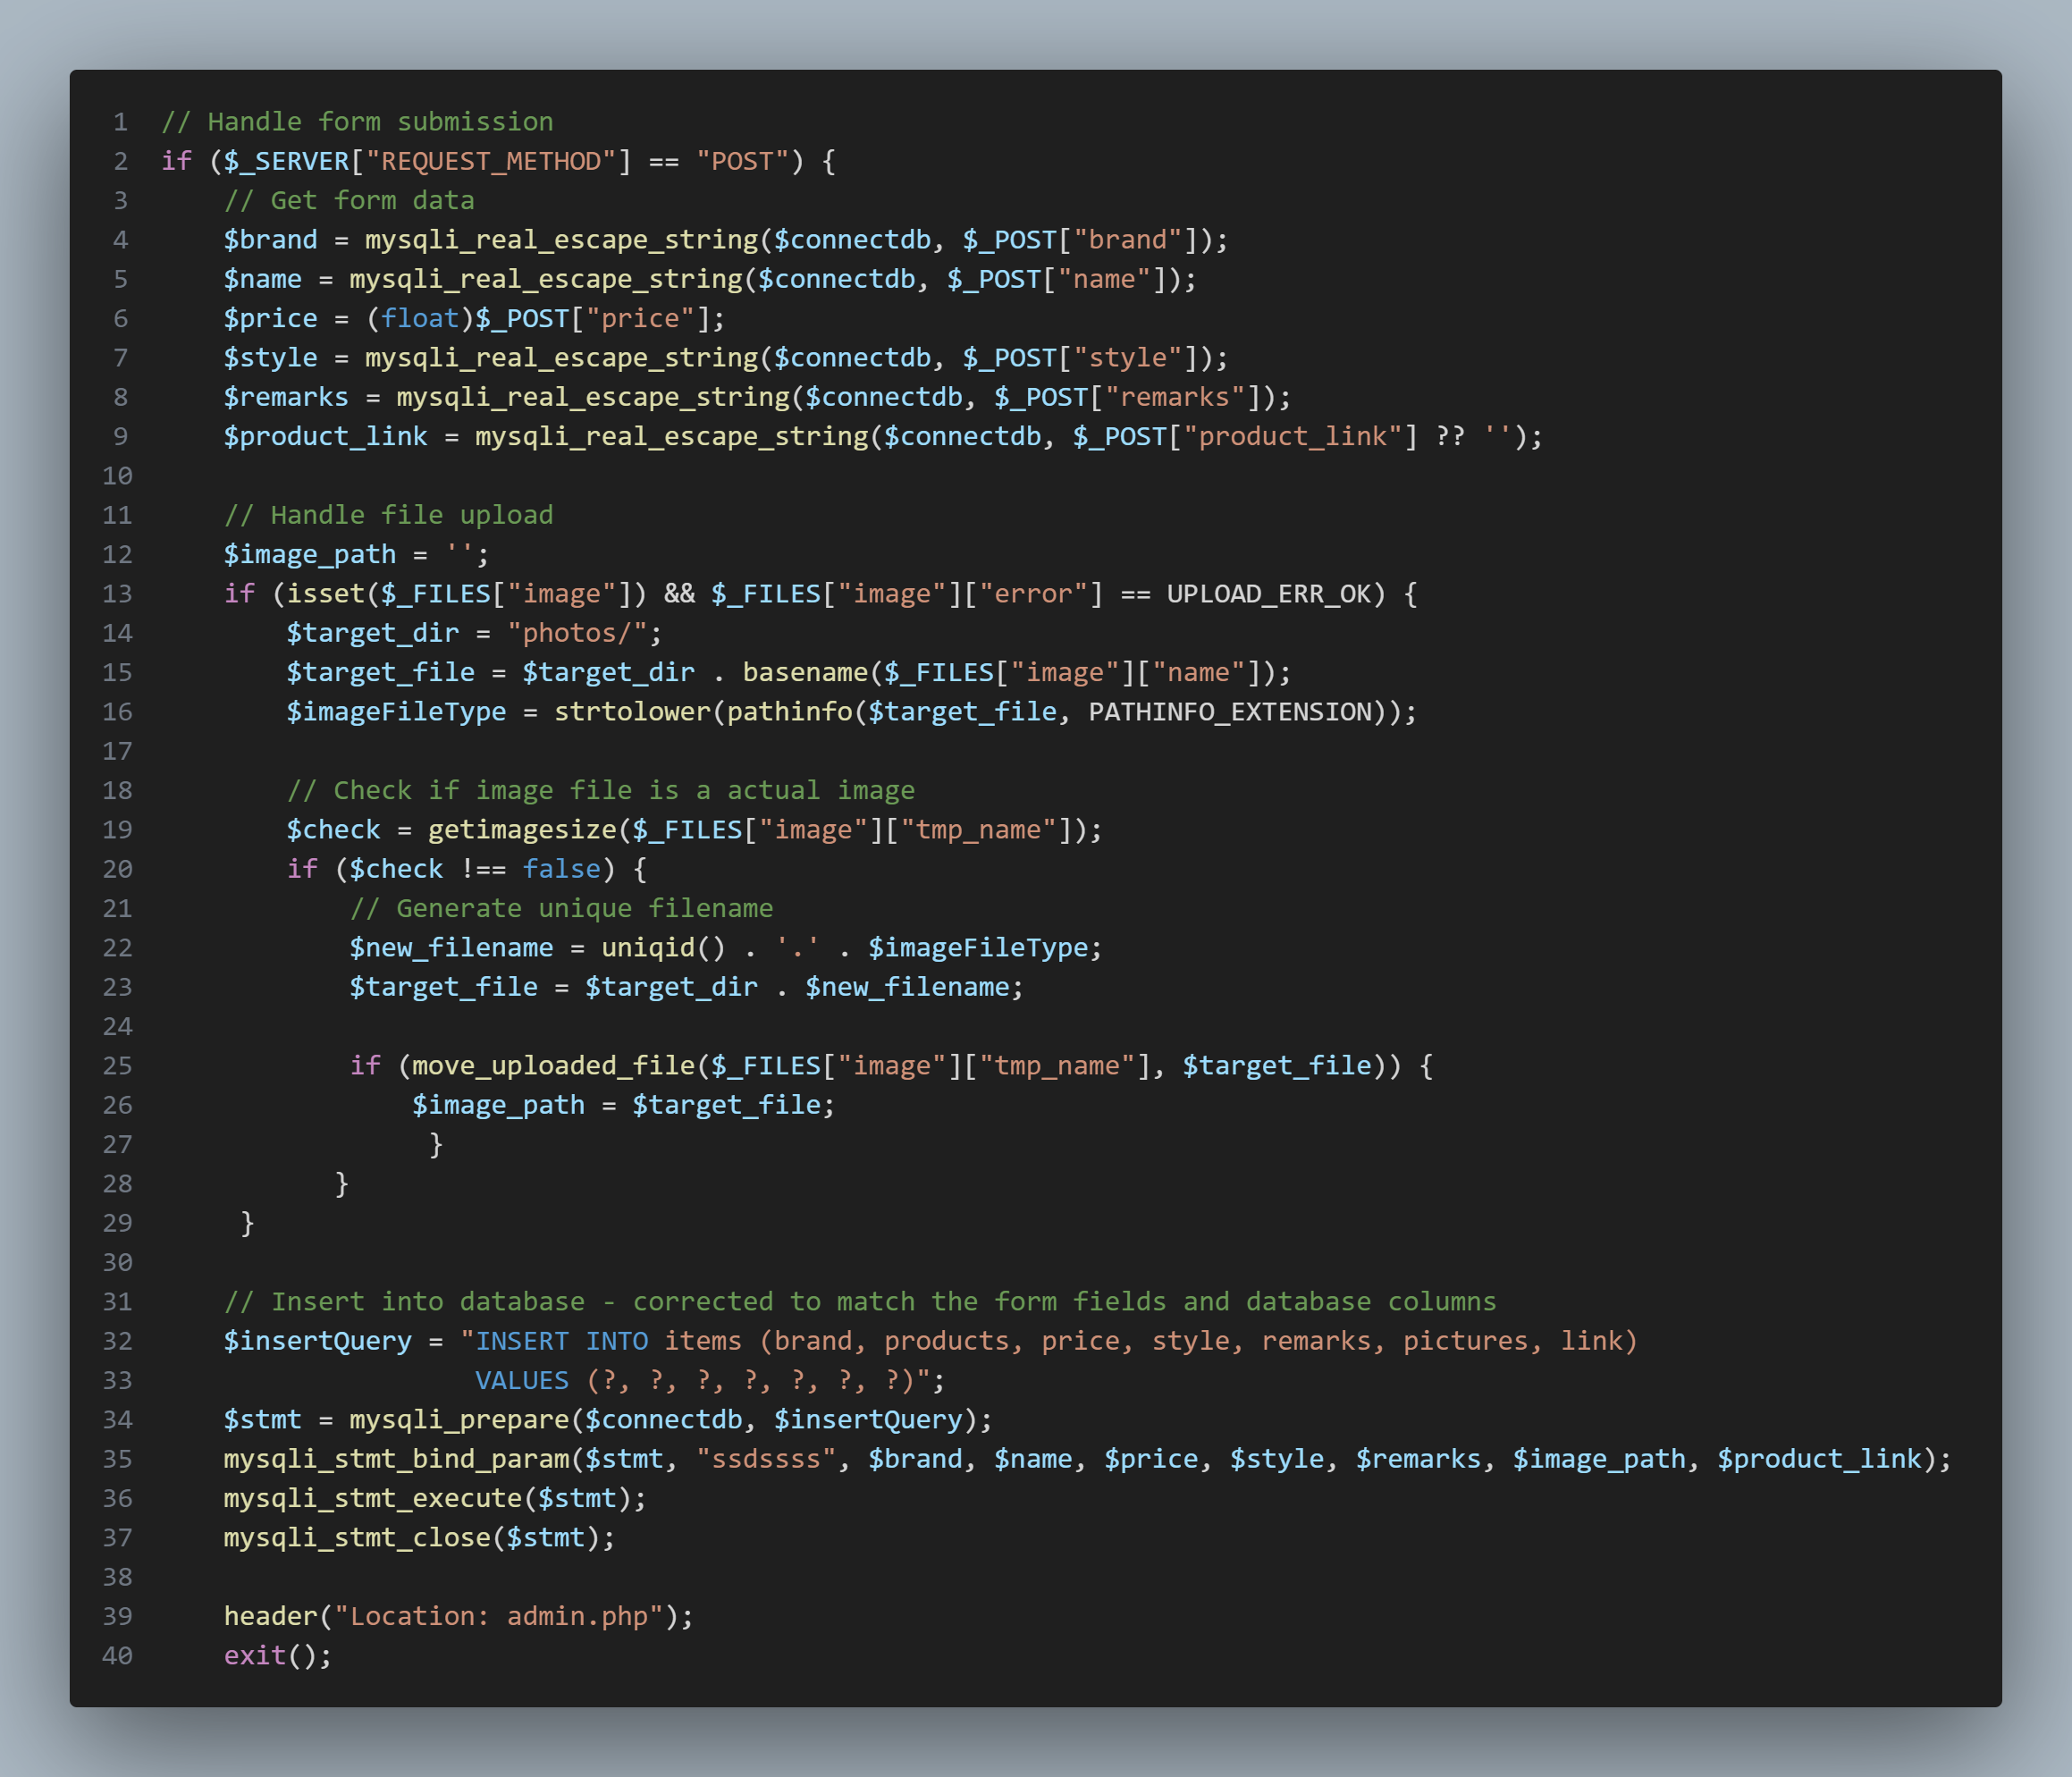 1 // Handle form submission
2 if ($_SERVER["REQUEST_METHOD"] == "POST") {
3     // Get form data
4     $brand = mysqli_real_escape_string($connectdb, $_POST["brand"]);
5     $name = mysqli_real_escape_string($connectdb, $_POST["name"]);
6     $price = (float)$_POST["price"];
7     $style = mysqli_real_escape_string($connectdb, $_POST["style"]);
8     $remarks = mysqli_real_escape_string($connectdb, $_POST["remarks"]);
9     $product_link = mysqli_real_escape_string($connectdb, $_POST["product_link"] ?? '');
10
11     // Handle file upload
12     $image_path = '';
13     if (isset($_FILES["image"]) && $_FILES["image"]["error"] == UPLOAD_ERR_OK) {
14         $target_dir = "photos/";
15         $target_file = $target_dir . basename($_FILES["image"]["name"]);
16         $imageFileType = strtolower(pathinfo($target_file, PATHINFO_EXTENSION));
17
18         // Check if image file is a actual image
19         $check = getimagesize($_FILES["image"]["tmp_name"]);
20         if ($check !== false) {
21             // Generate unique filename
22             $new_filename = uniqid() . '.' . $imageFileType;
23             $target_file = $target_dir . $new_filename;
24
25             if (move_uploaded_file($_FILES["image"]["tmp_name"], $target_file)) {
26                 $image_path = $target_file;
27                  }
28            }
29      }
30
31     // Insert into database - corrected to match the form fields and database columns
32     $insertQuery = "INSERT INTO items (brand, products, price, style, remarks, pictures, link)
33                     VALUES (?, ?, ?, ?, ?, ?, ?)";
34     $stmt = mysqli_prepare($connectdb, $insertQuery);
35     mysqli_stmt_bind_param($stmt, "ssdssss", $brand, $name, $price, $style, $remarks, $image_path, $product_link);
36     mysqli_stmt_execute($stmt);
37     mysqli_stmt_close($stmt);
38
39     header("Location: admin.php");
40     exit();